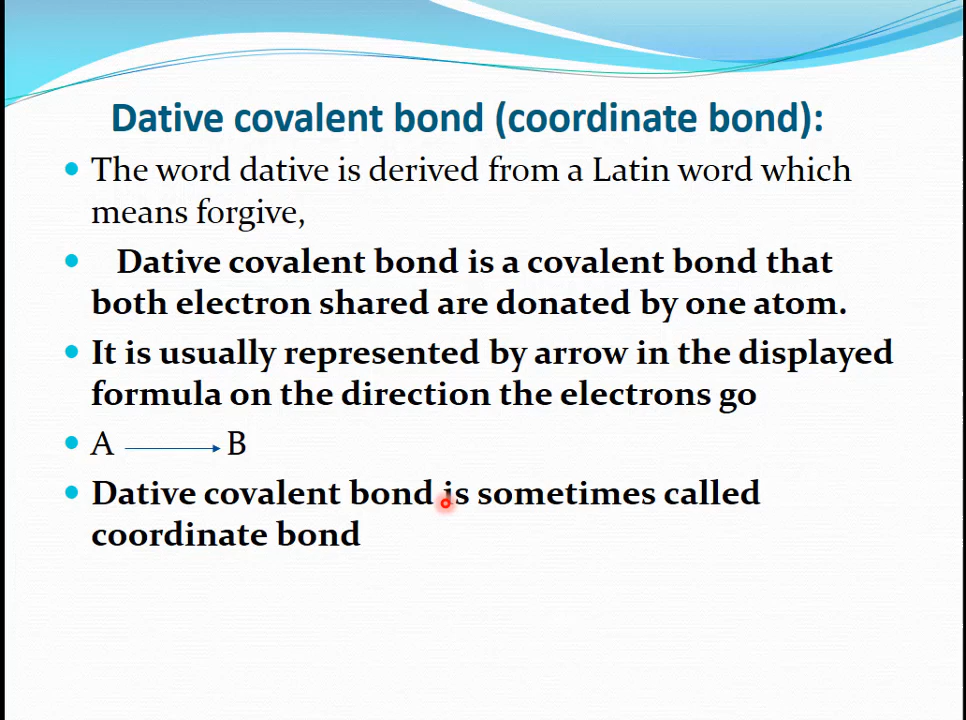 Dative covalent bond (coordinate bond):
The word dative is derived from a Latin word which
means forgive,
Dative covalent bond is a covalent bond that
both electron shared are donated by one atom.
It is usually represented by arrow in the displayed
formula on the direction the electrons go
A B
Dative covalent bond is sometimes called
coordinate bond